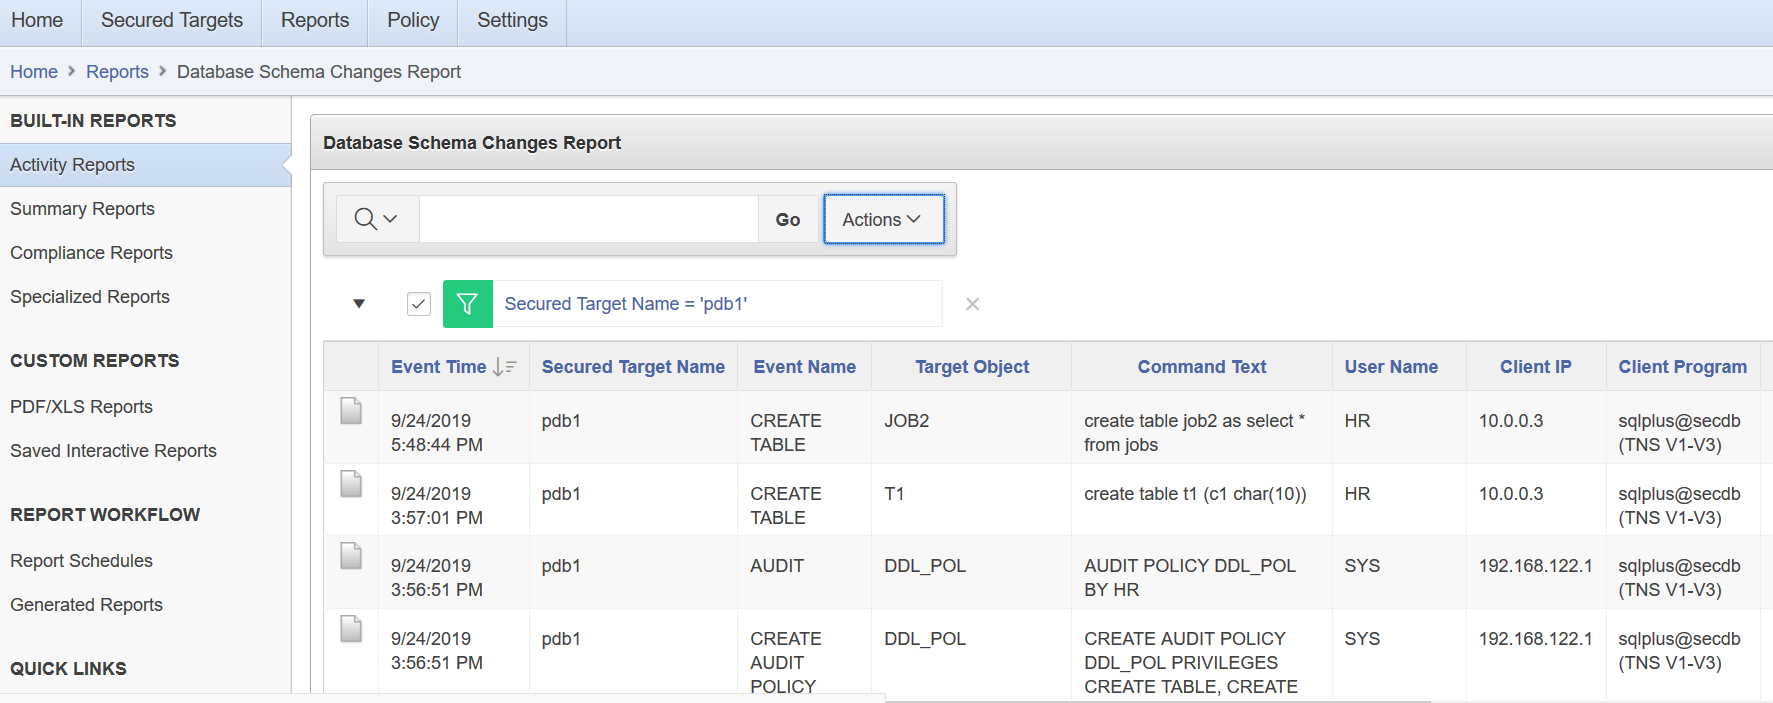 Home Secured Targets Reports Policy Settings
Home > Reports > Database Schema Changes Report
BUILT-IN REPORTS
Activity Reports
Summary Reports
Compliance Reports
Specialized Reports
CUSTOM REPORTS
PDF/XLS Reports
Saved Interactive Reports
REPORT WORKFLOW
Report Schedules
Generated Reports
QUICK LINKS
Database Schema Changes Report
Go Actions
Secured Target Name = 'pdb1'
Event Time Secured Target Name Event Name Target Object Command Text User Name Client IP Client Program
9/24/2019 pdb1 CREATE JOB2 create table job2 as select * HR 10.0.0.3 sqlplus@secdb
5:48:44 PM TABLE from jobs (TNS V1-V3)
9/24/2019 pdb1 CREATE T1 create table t1 (c1 char(10)) HR 10.0.0.3 sqlplus@secdb
3:57:01 PM TABLE (TNS V1-V3)
9/24/2019 pdb1 AUDIT DDL_POL AUDIT POLICY DDL_POL SYS 192.168.122.1 sqlplus@secdb
3:56:51 PM BY HR (TNS V1-V3)
9/24/2019 pdb1 CREATE DDL_POL CREATE AUDIT POLICY SYS 192.168.122.1 sqlplus@secdb
3:56:51 PM AUDIT DDL_POL PRIVILEGES (TNS V1-V3)
POLICY CREATE TABLE, CREATE